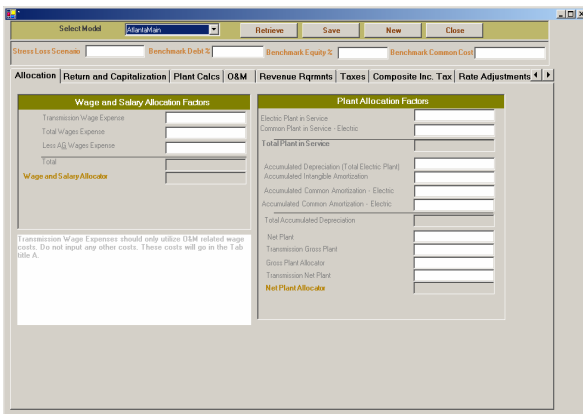 Select Model AtlantaMain Retrieve Save New Close
Stress Loss Scenario Benchmark Debt % Benchmark Equity % Benchmark Common Cost
Allocation Return and Capitalization Plant Calcs O&M Revenue Rqrmnts Taxes Composite Inc. Tax Rate Adjustments
Wage and Salary Allocation Factors
Transmission Wage Expense
Total Wages Expense
Less AG Wages Expense
Total
Wage and Salary Allocator
Transmission Wage Expenses should only utilize O&M related wage
costs. Do not input any other costs. These costs will go in the Tab
title A.
Plant Allocation Factors
Electric Plant in Service
Common Plant in Service - Electric
Total Plant in Service
Accumulated Depreciation (Total Electric Plant)
Accumulated Intangible Amortization
Accumulated Common Amortization - Electric
Accumulated Common Amortization - Electric
Total Accumulated Depreciation
Net Plant
Transmission Gross Plant
Gross Plant Allocator
Transmission Net Plant
Net Plant Allocator